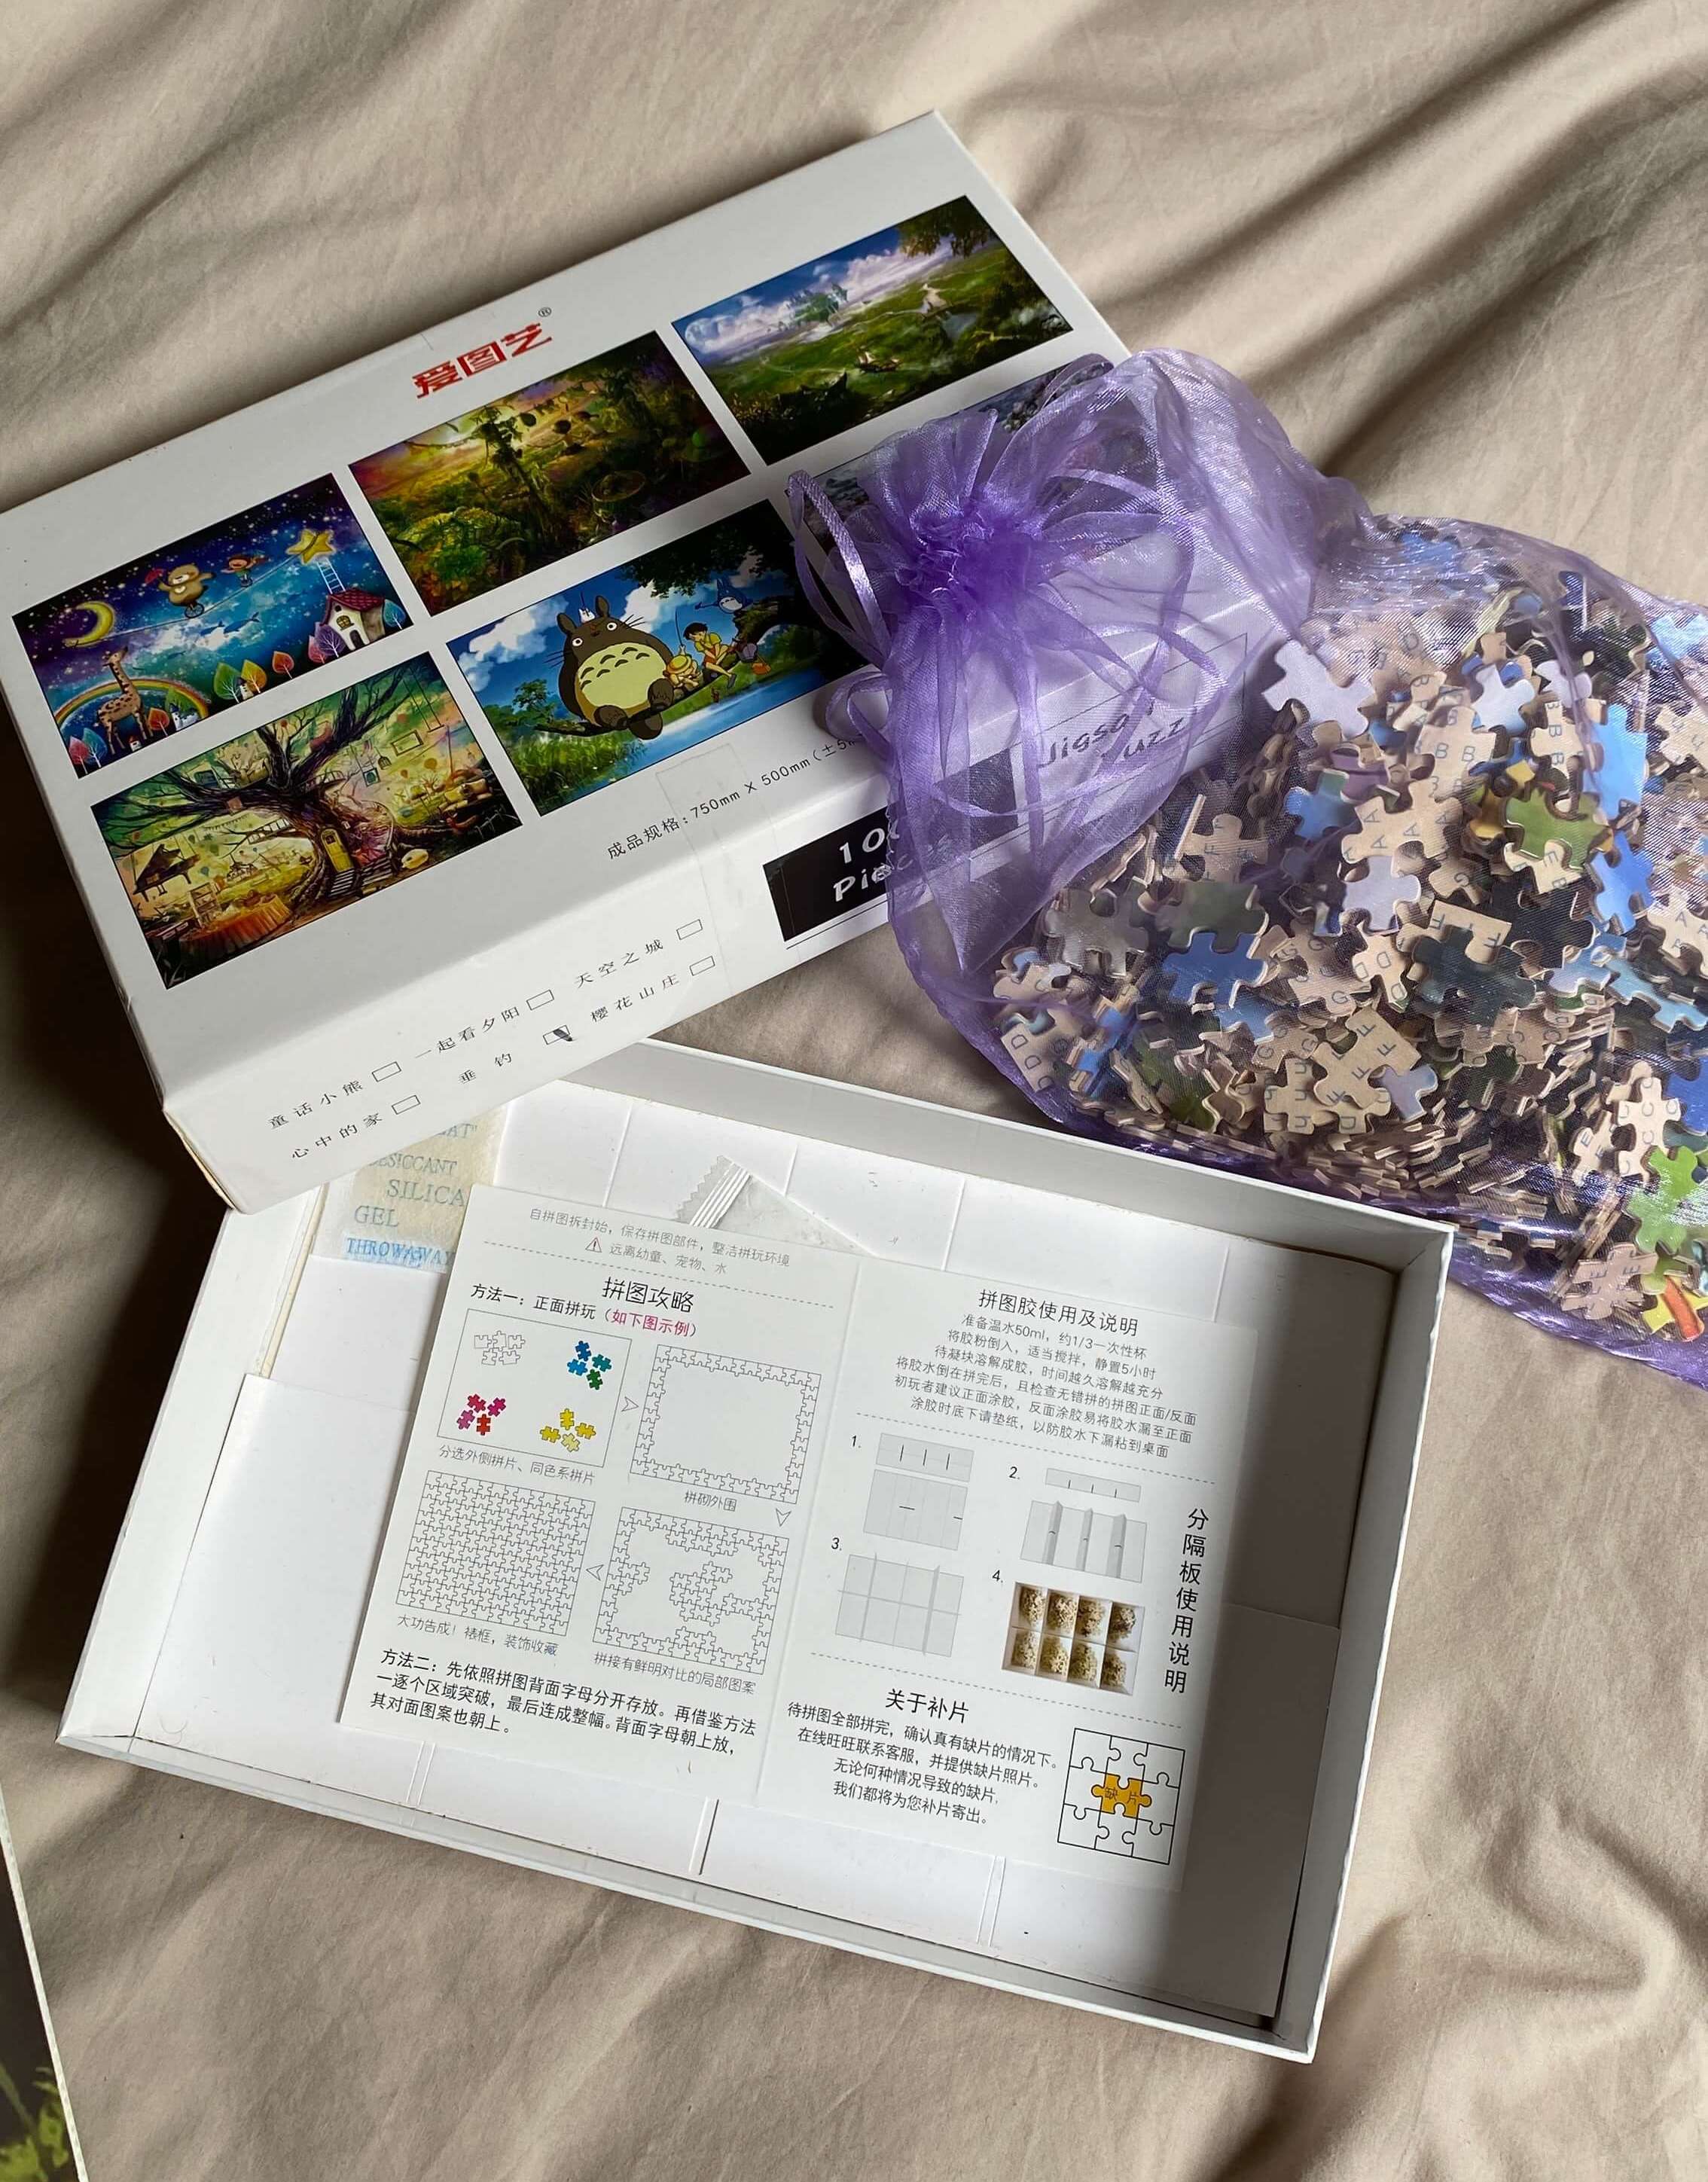 爱图艺®
成品规格:750mm X 500mm(±5
Jigsaw
Puzz
10
Pieces
童话小熊 一起看夕阳 天空之城
心中的家 垂钓 樱花山庄
DESICCANT
SILICA
GEL
THROWAWAY
自拼图拆封始，保存拼图部件，整洁拼玩环境
远离幼童、宠物、水
拼图攻略
方法一：正面拼玩（如下图示例）
分选外侧拼片、同色系拼片
拼砌外围
大功告成！裱框，装饰收藏
拼接有鲜明对比的局部图案
方法二：先依照拼图背面字母分开存放。再借鉴方法
一逐个区域突破，最后连成整幅。背面字母朝上放，
其对面图案也朝上。
拼图胶使用及说明
准备温水50ml，约1/3一次性杯
将胶粉倒入，适当搅拌，静置5小时
待凝块溶解成胶，时间越久溶解越充分
将胶水倒在拼完后，且检查无错拼的拼图正面/反面
初玩者建议正面涂胶，反面涂胶易将胶水漏至正面
涂胶时底下请垫纸，以防胶水下漏粘到桌面
1.
2.
3.
4.
分隔板使用说明
关于补片
待拼图全部拼完，确认真有缺片的情况下。
在线旺旺联系客服，并提供缺片照片。
无论何种情况导致的缺片，
我们都将为您补片寄出。
缺片